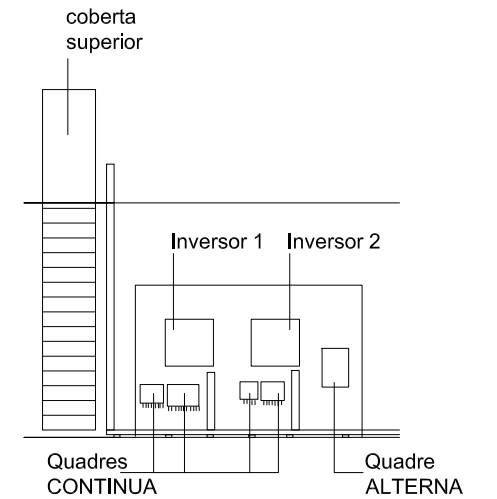 coberta
superior
Inversor 1
Inversor 2
Quadres
CONTINUA
Quadre
ALTERNA